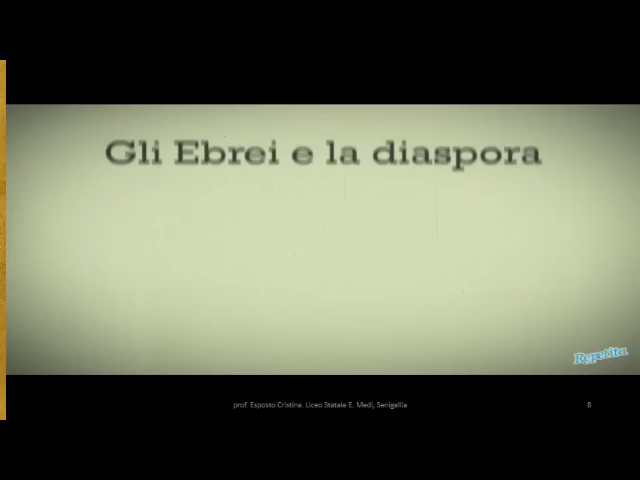 Gli Ebrei e la diaspora
Repetita
prof. Esposto Cristina. Liceo Statale E. Medi, Senigallia
8